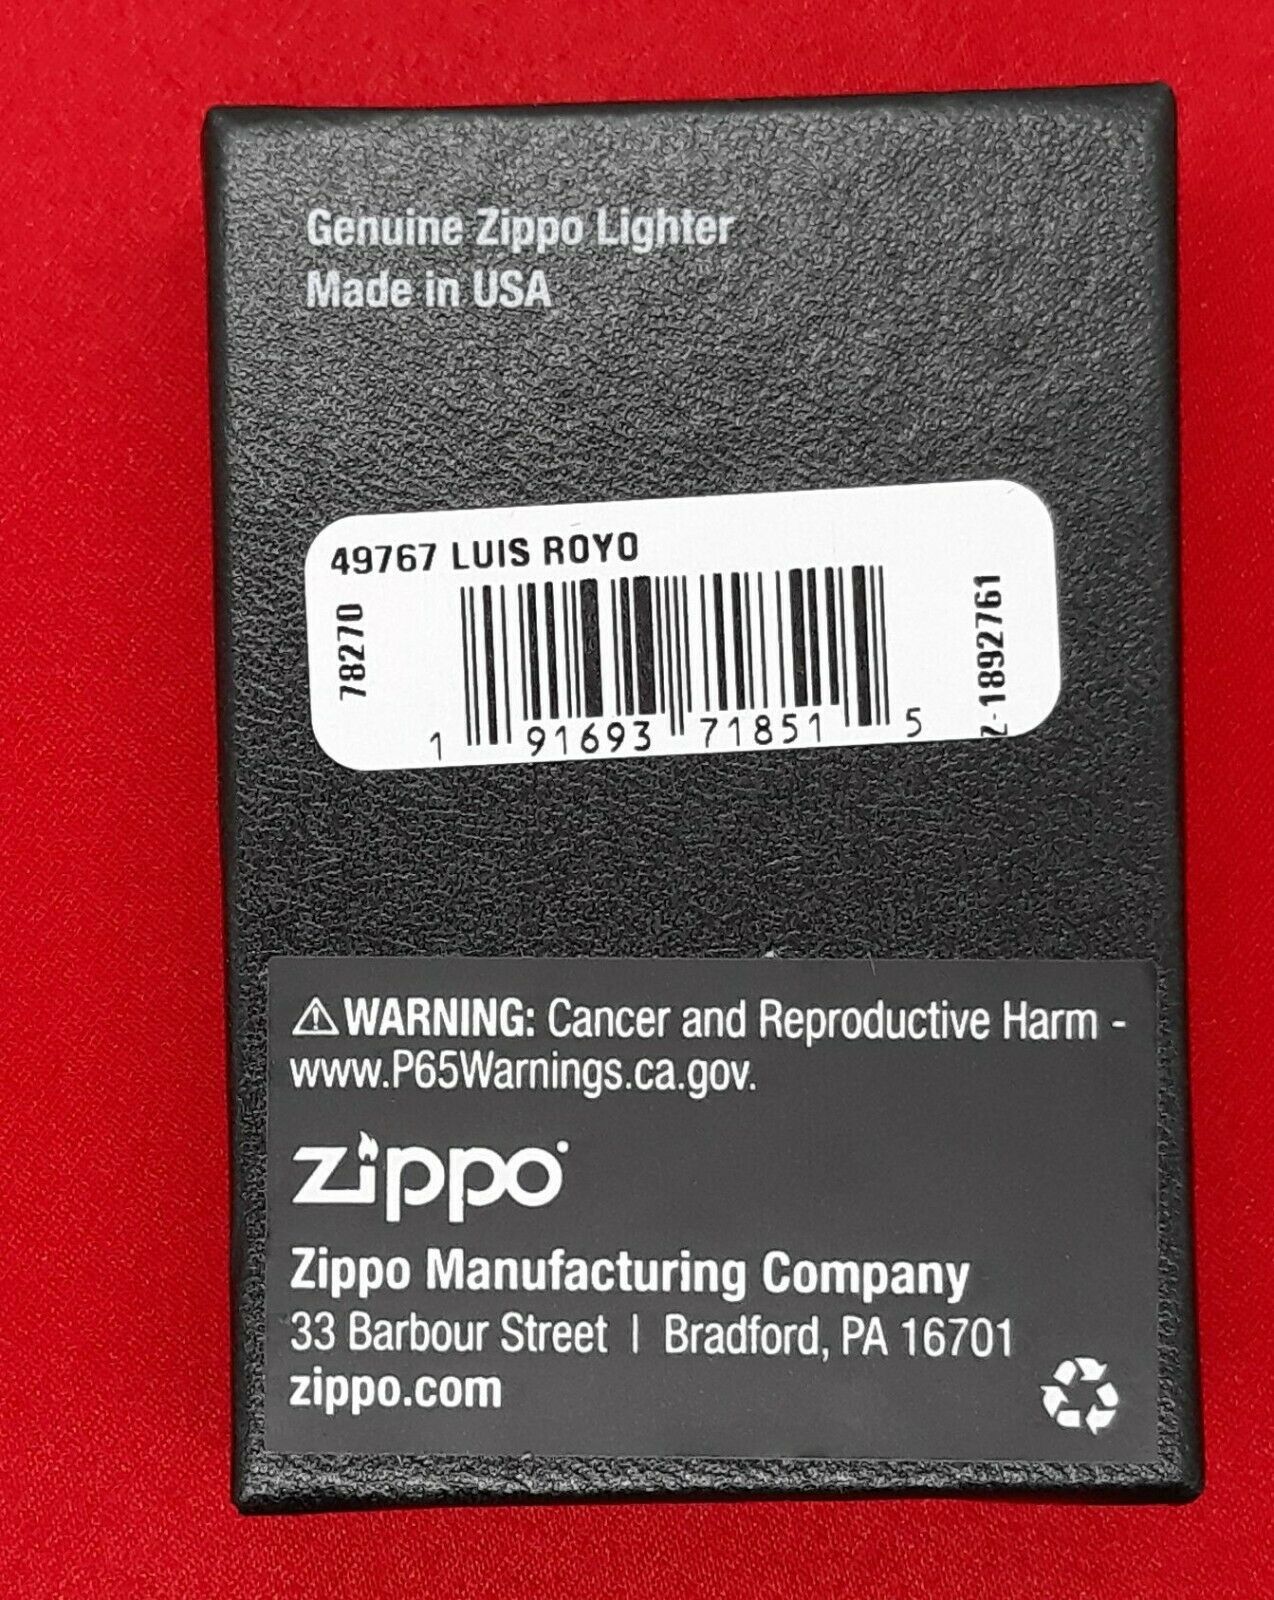 Genuine Zippo Lighter
Made in USA
49767 LUIS ROYO
78270
1 91693 71851 5
Z-1892761
⚠WARNING: Cancer and Reproductive Harm -
www.P65Warnings.ca.gov.
zippo
Zippo Manufacturing Company
33 Barbour Street | Bradford, PA 16701
zippo.com